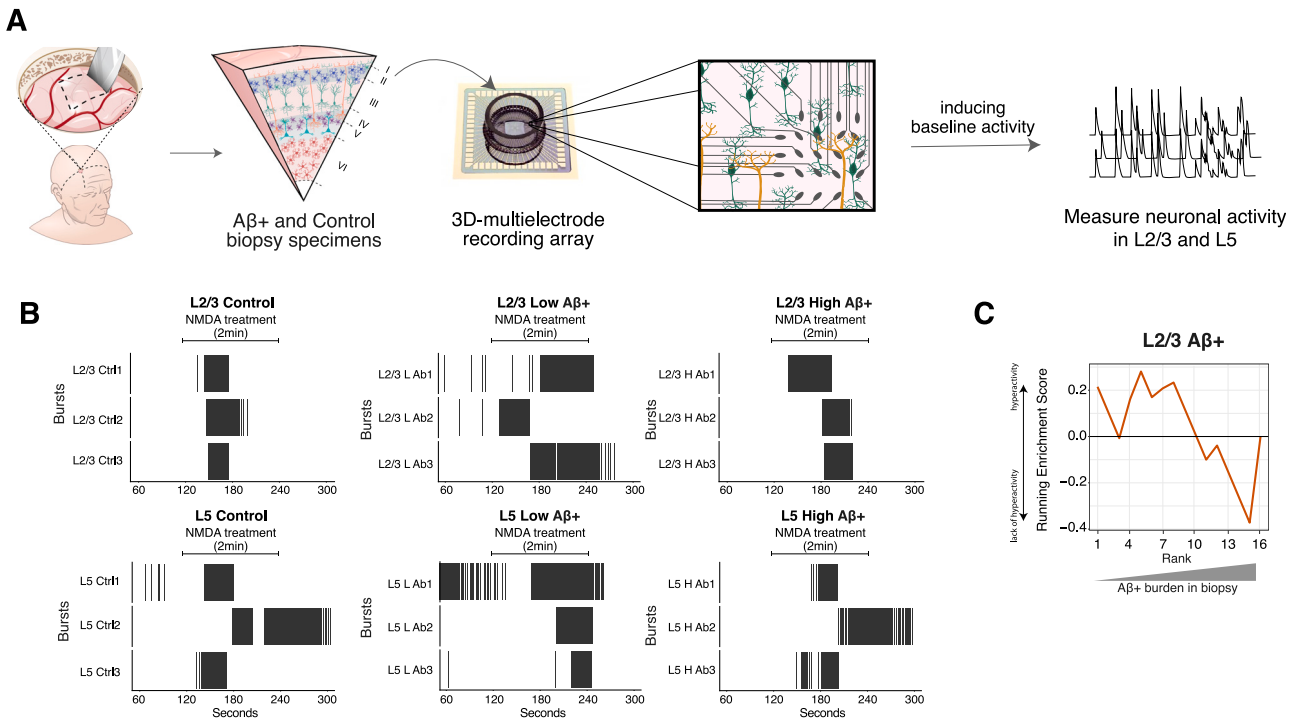 A
I
II
III
IV
V
VI
Aβ+ and Control
biopsy specimens
3D-multielectrode
recording array
inducing
baseline activity
Measure neuronal activity
in L2/3 and L5
B
L2/3 Control
NMDA treatment
(2min)
Bursts
L2/3 Ctrl1
L2/3 Ctrl2
L2/3 Ctrl3
60 120 180 240 300
L2/3 Low Aβ+
NMDA treatment
(2min)
Bursts
L2/3 L Ab1
L2/3 L Ab2
L2/3 L Ab3
60 120 180 240 300
L2/3 High Aβ+
NMDA treatment
(2min)
Bursts
L2/3 H Ab1
L2/3 H Ab2
L2/3 H Ab3
60 120 180 240 300
L5 Control
NMDA treatment
(2min)
Bursts
L5 Ctrl1
L5 Ctrl2
L5 Ctrl3
60 120 180 240 300
Seconds
L5 Low Aβ+
NMDA treatment
(2min)
Bursts
L5 L Ab1
L5 L Ab2
L5 L Ab3
60 120 180 240 300
Seconds
L5 High Aβ+
NMDA treatment
(2min)
Bursts
L5 H Ab1
L5 H Ab2
L5 H Ab3
60 120 180 240 300
Seconds
C
L2/3 Aβ+
hyperactivity
lack of hyperactivity
Running Enrichment Score
0.2
0.0
−0.2
−0.4
1 4 7 10 13 16
Rank
Aβ+ burden in biopsy